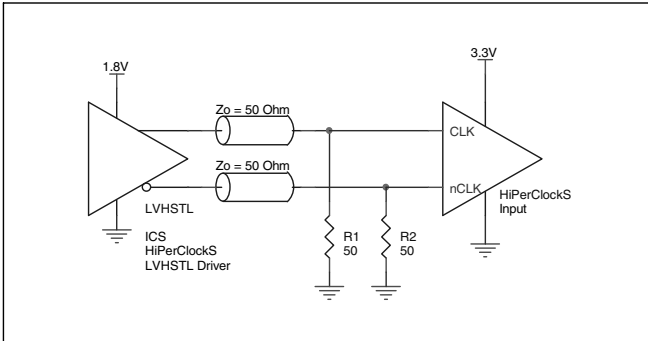 1.8V
3.3V
Zo = 50 Ohm
CLK
Zo = 50 Ohm
nCLK
HiPerClockS
Input
LVHSTL
ICS
HiPerClockS
LVHSTL Driver
R1
50
R2
50